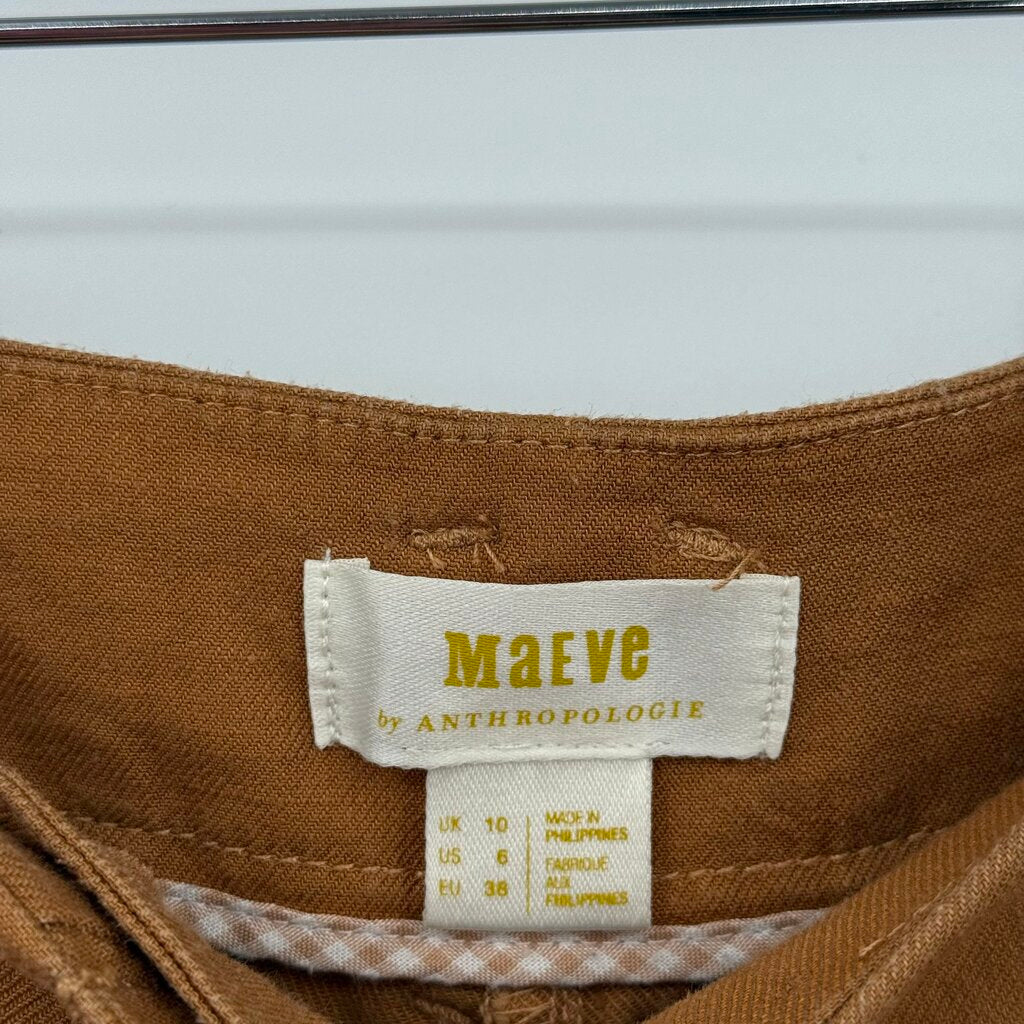 MaEVe
by ANTHROPOLOGIE
UK 10
US 6
EU 38
MADE IN
PHILIPPINES
FABRIQUE
AUX
PHILIPPINES